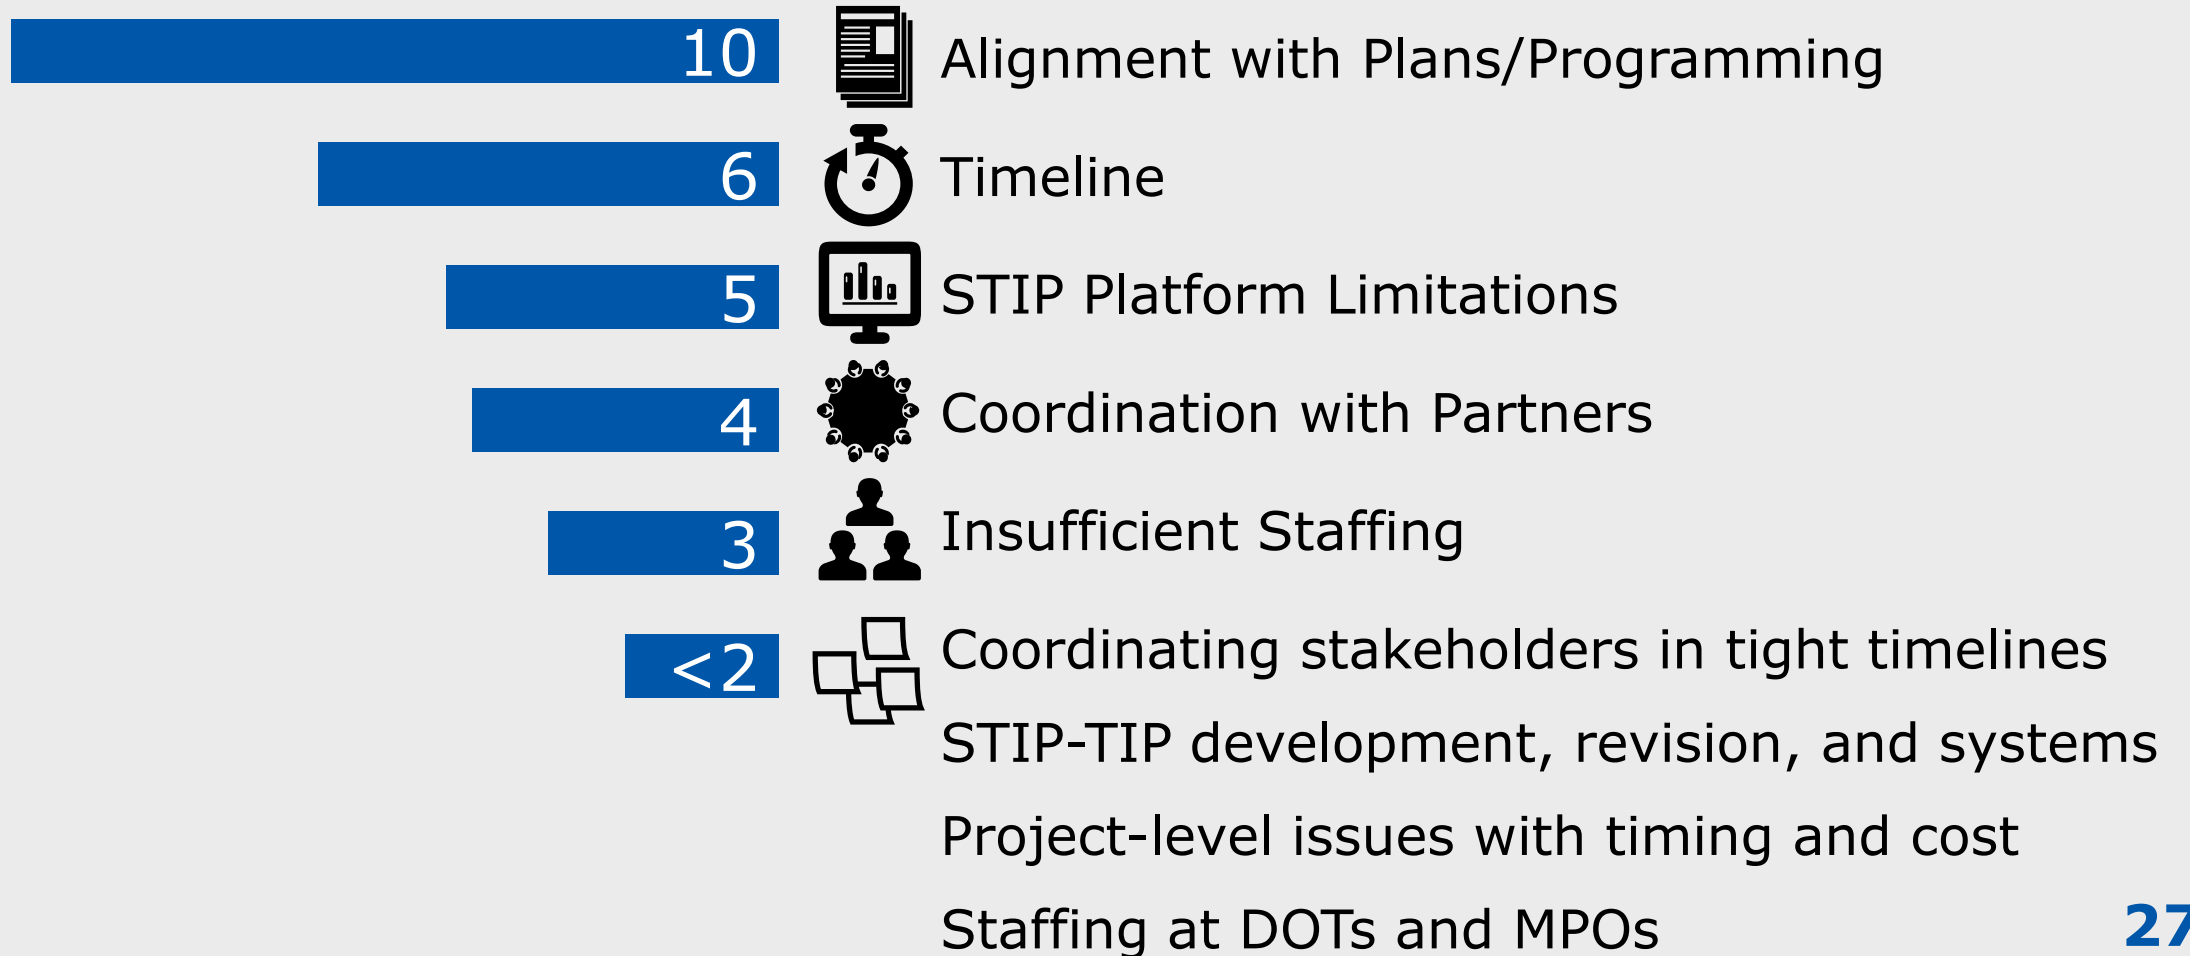 10 Alignment with Plans/Programming
6 Timeline
5 STIP Platform Limitations
4 Coordination with Partners
3 Insufficient Staffing
<2 Coordinating stakeholders in tight timelines
STIP-TIP development, revision, and systems
Project-level issues with timing and cost
Staffing at DOTs and MPOs
27